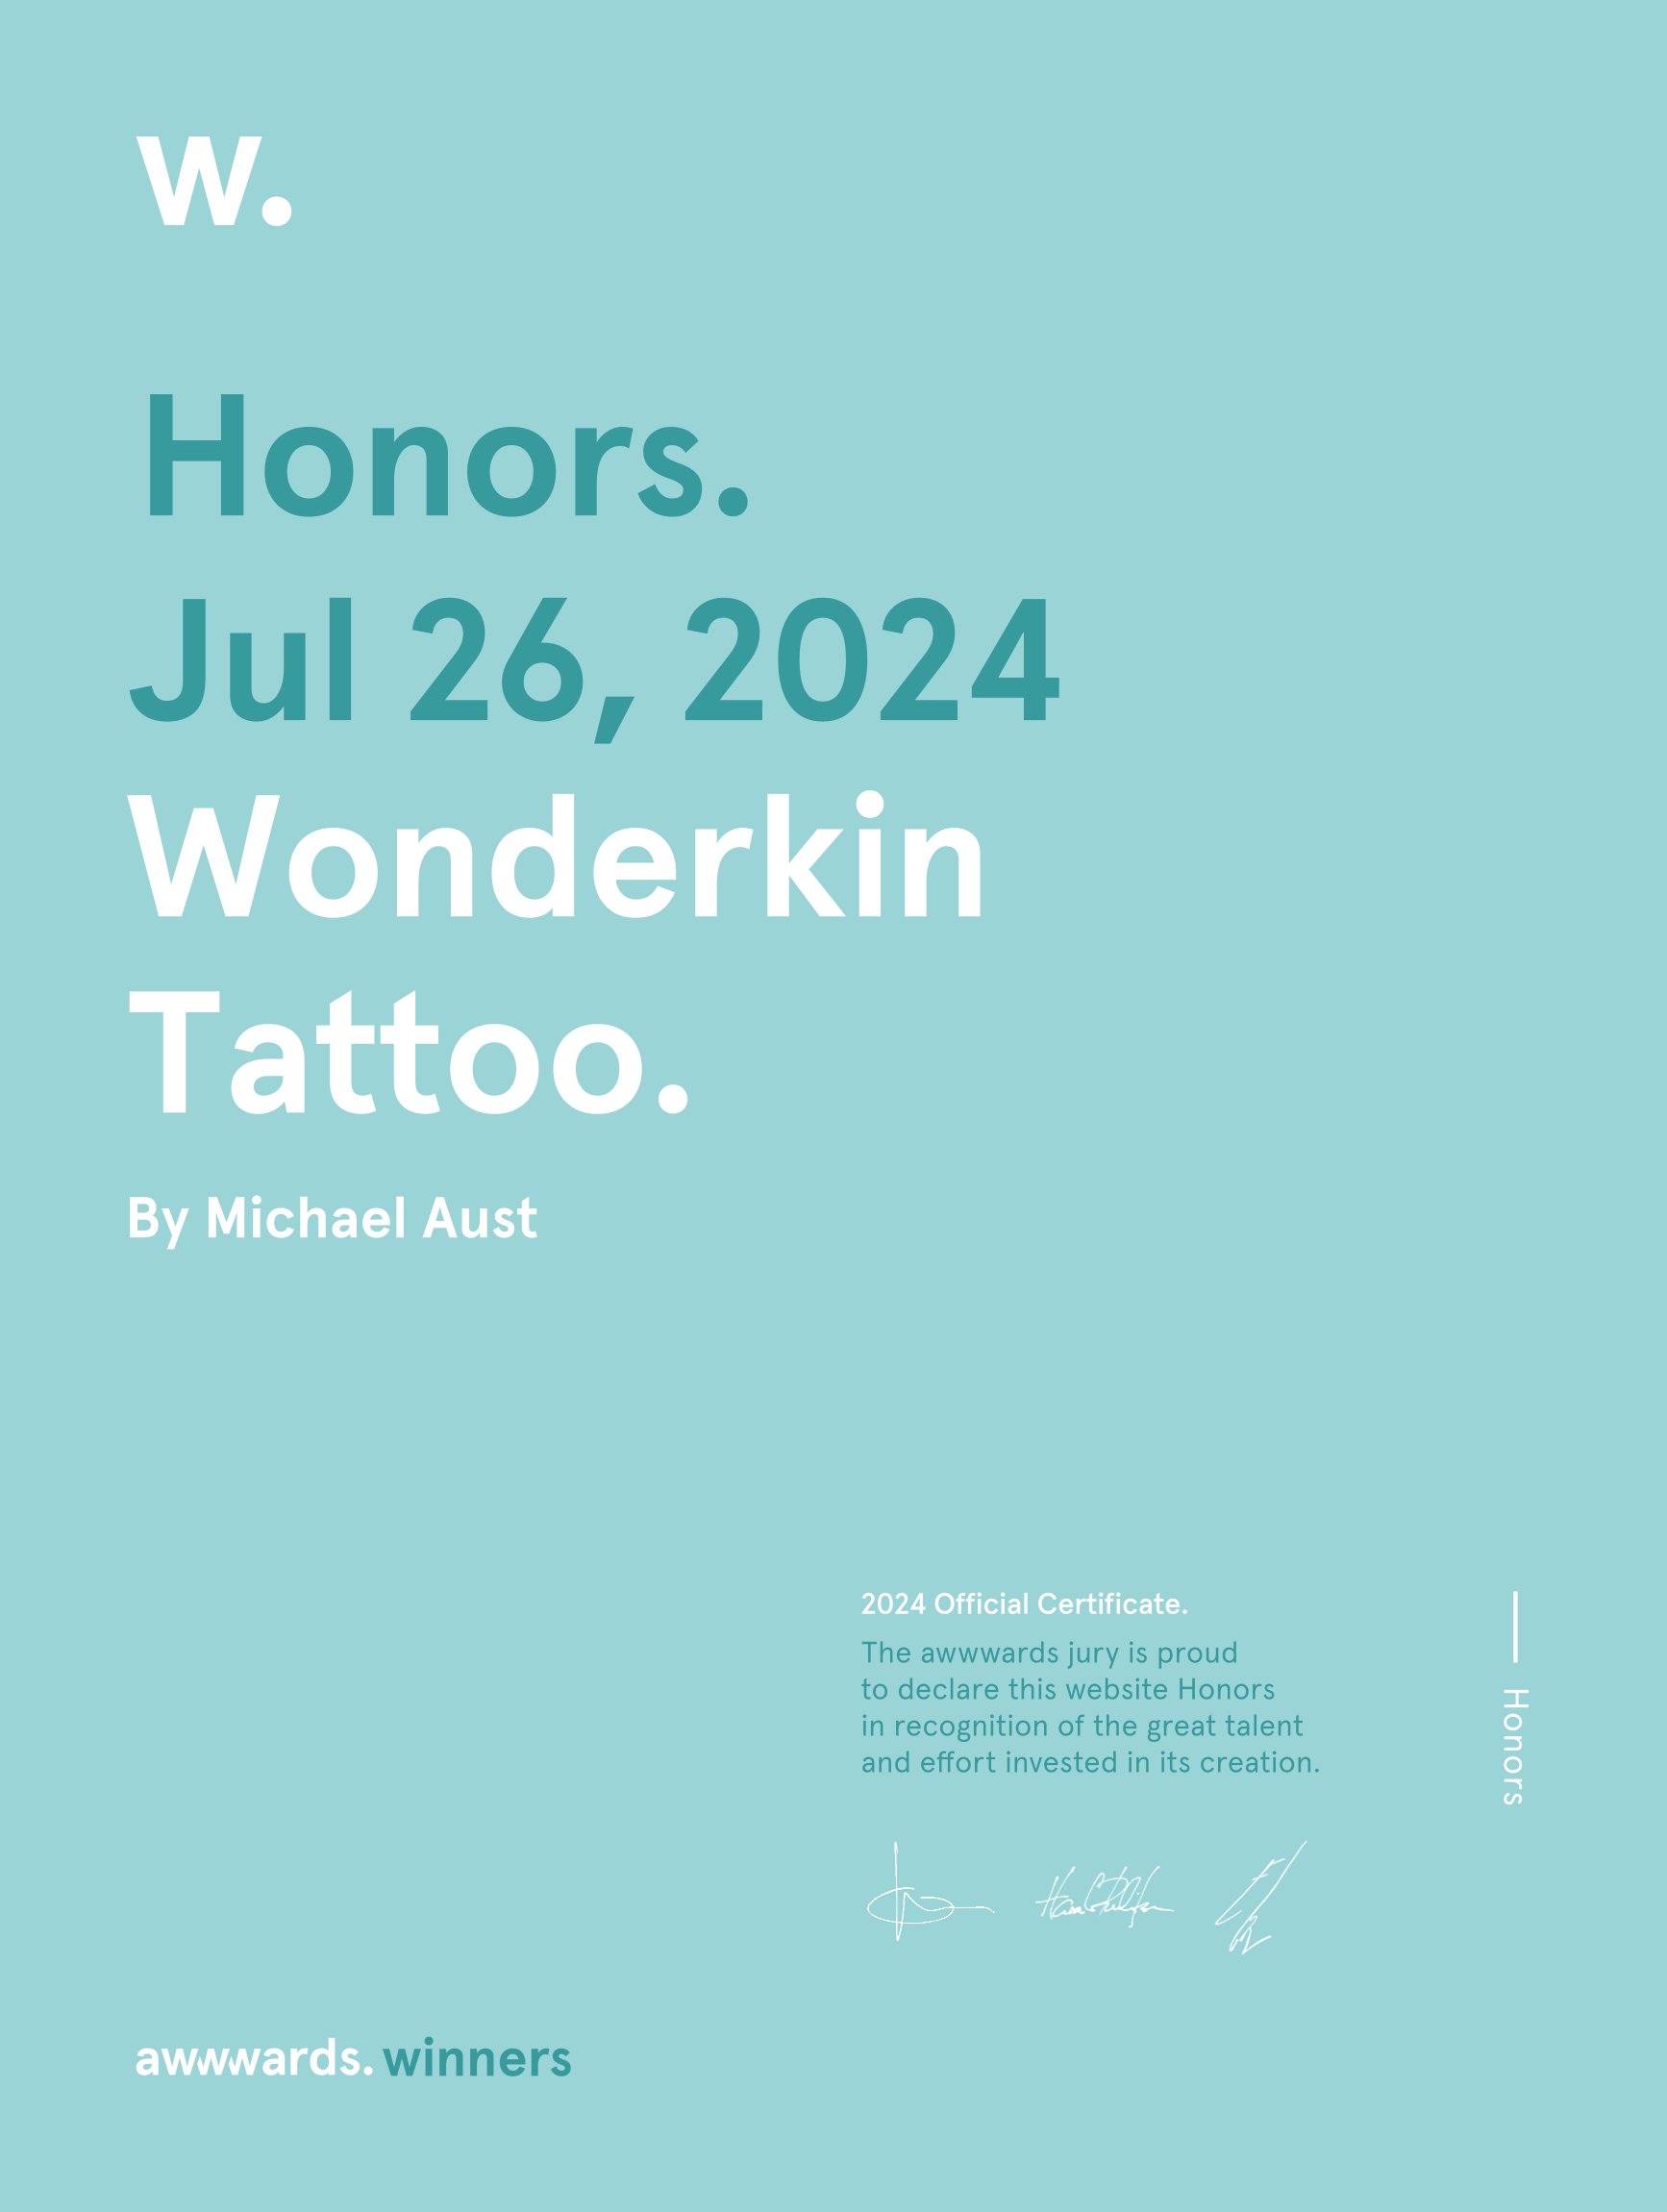 W.
Honors.
Jul 26, 2024
Wonderkin
Tattoo.
By Michael Aust
2024 Official Certificate.
The awwwards jury is proud
to declare this website Honors
in recognition of the great talent
and effort invested in its creation.
Honors
awwwards. winners